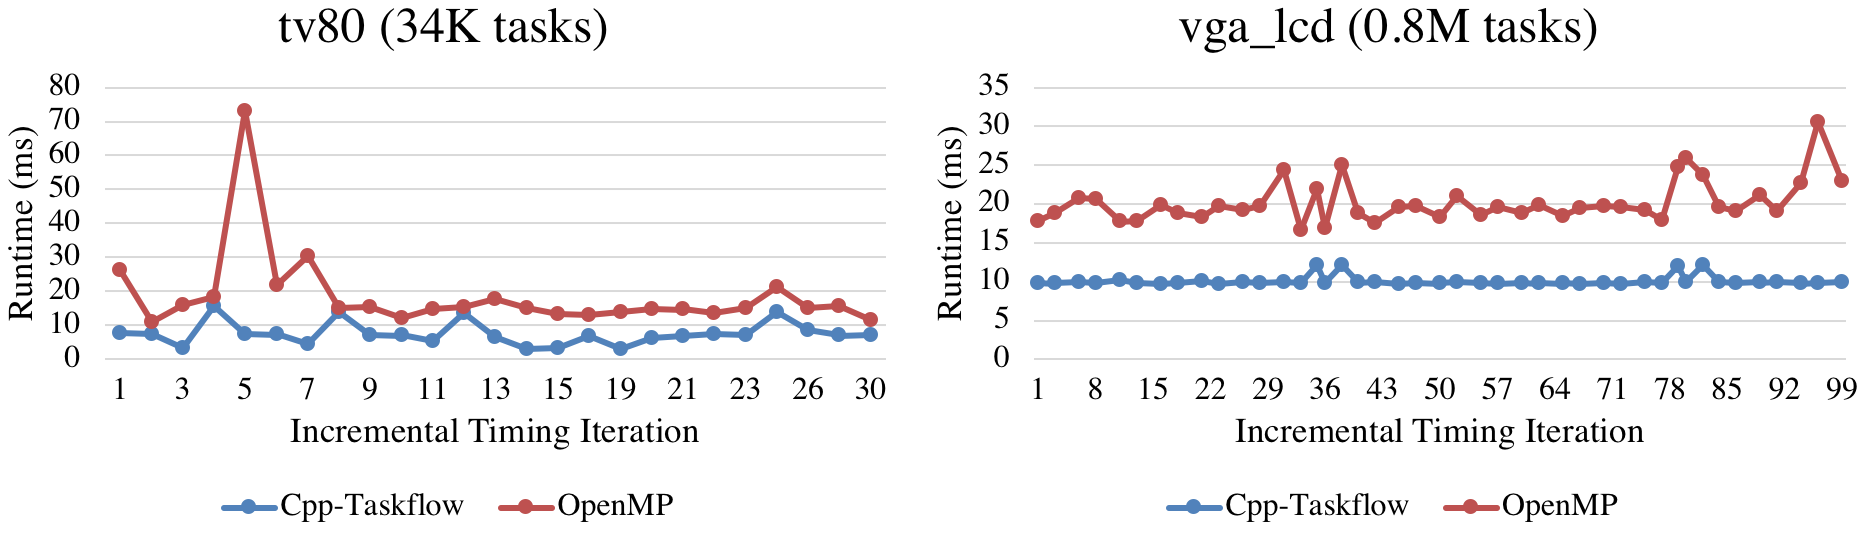 tv80 (34K tasks)
80
70
60
50
40
30
20
10
0
Runtime (ms)
1 3 5 7 9 11 13 15 19 21 23 26 30
Incremental Timing Iteration
Cpp-Taskflow OpenMP
vga_lcd (0.8M tasks)
35
30
25
20
15
10
5
0
Runtime (ms)
1 8 15 22 29 36 43 50 57 64 71 78 85 92 99
Incremental Timing Iteration
Cpp-Taskflow OpenMP